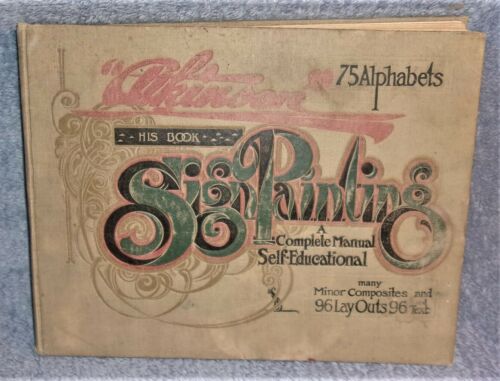 "Atkinson"
75 Alphabets
HIS BOOK
Sign Painting
A
Complete Manual
Self-Educational
many
Minor Composites and
96 Lay Outs 96 Text